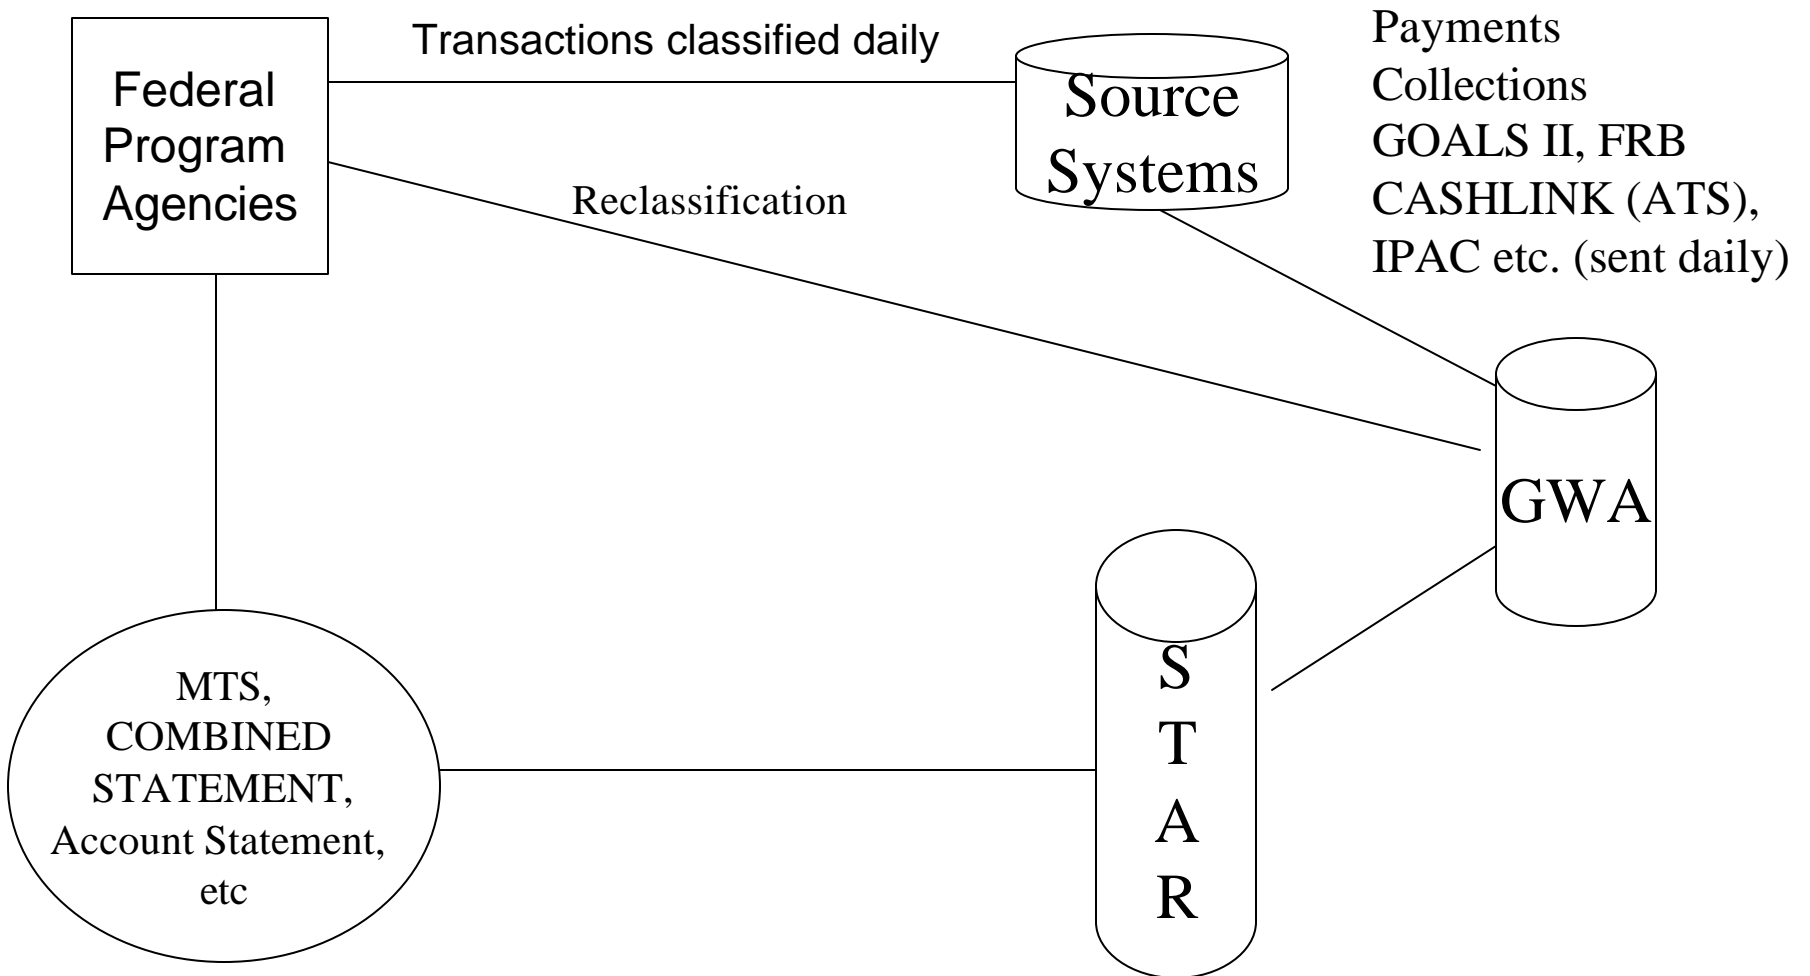 Transactions classified daily
Federal
Program
Agencies
Source
Systems
Payments
Collections
GOALS II, FRB
CASHLINK (ATS),
IPAC etc. (sent daily)
Reclassification
GWA
S
T
A
R
MTS,
COMBINED
STATEMENT,
Account Statement,
etc